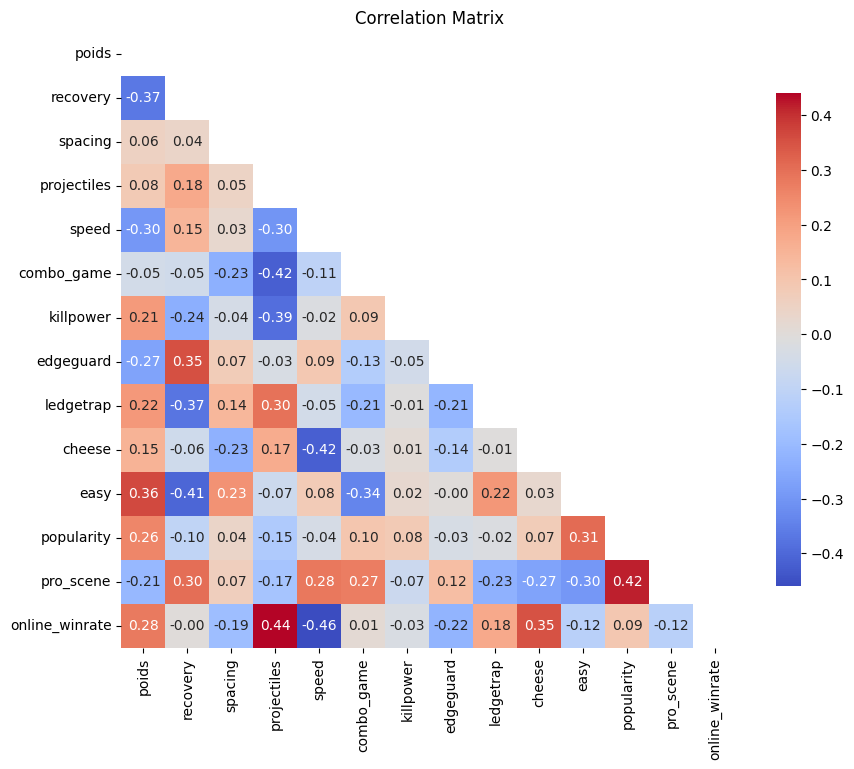 Correlation Matrix
poids
recovery -0.37
spacing 0.06 0.04
projectiles 0.08 0.18 0.05
speed -0.30 0.15 0.03 -0.30
combo_game -0.05 -0.05 -0.23 -0.42 -0.11
killpower 0.21 -0.24 -0.04 -0.39 -0.02 0.09
edgeguard -0.27 0.35 0.07 -0.03 0.09 -0.13 -0.05
ledgetrap 0.22 -0.37 0.14 0.30 -0.05 -0.21 -0.01 -0.21
cheese 0.15 -0.06 -0.23 0.17 -0.42 -0.03 0.01 -0.14 -0.01
easy 0.36 -0.41 0.23 -0.07 0.08 -0.34 0.02 -0.00 0.22 0.03
popularity 0.26 -0.10 0.04 -0.15 -0.04 0.10 0.08 -0.03 -0.02 0.07 0.31
pro_scene -0.21 0.30 0.07 -0.17 0.28 0.27 -0.07 0.12 -0.23 -0.27 -0.30 0.42
online_winrate 0.28 -0.00 -0.19 0.44 -0.46 0.01 -0.03 -0.22 0.18 0.35 -0.12 0.09 -0.12
poids recovery spacing projectiles speed combo_game killpower edgeguard ledgetrap cheese easy popularity pro_scene online_winrate
0.4
0.3
0.2
0.1
0.0
−0.1
−0.2
−0.3
−0.4